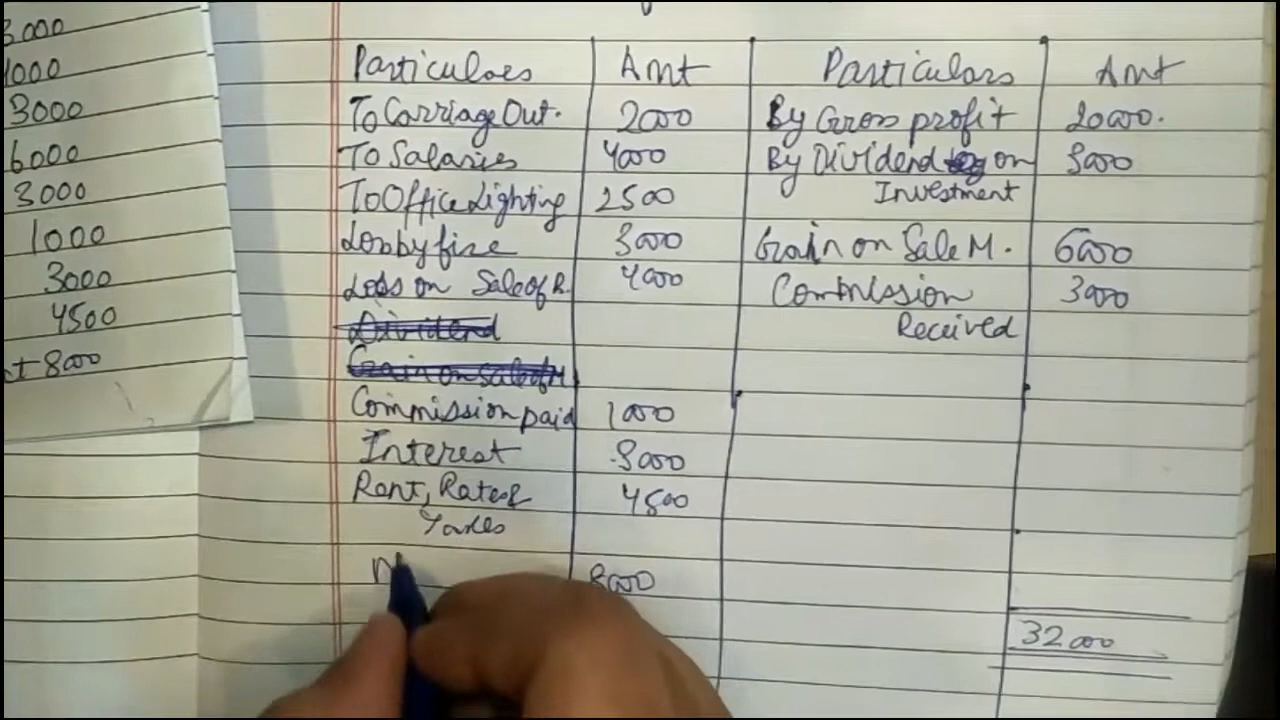 3000
1000
3000
6000
3000
1000
3000
4500
8000
Particulars Amt Particulars Amt
To Carriage Out. 2000 By Gross profit 20000.
To Salaries 4000 By Dividend on 3000
Investment
To Office Lighting 2500
Loss by fire 3000 Gain on Sale M. 6000
Loss on Sale of R. 4000 Commission 3000
Received
Dividend
Gain on sale of M
Commission paid 1000
Interest 3000
Rent, Rates & 4500
Taxes
N 8000
32000